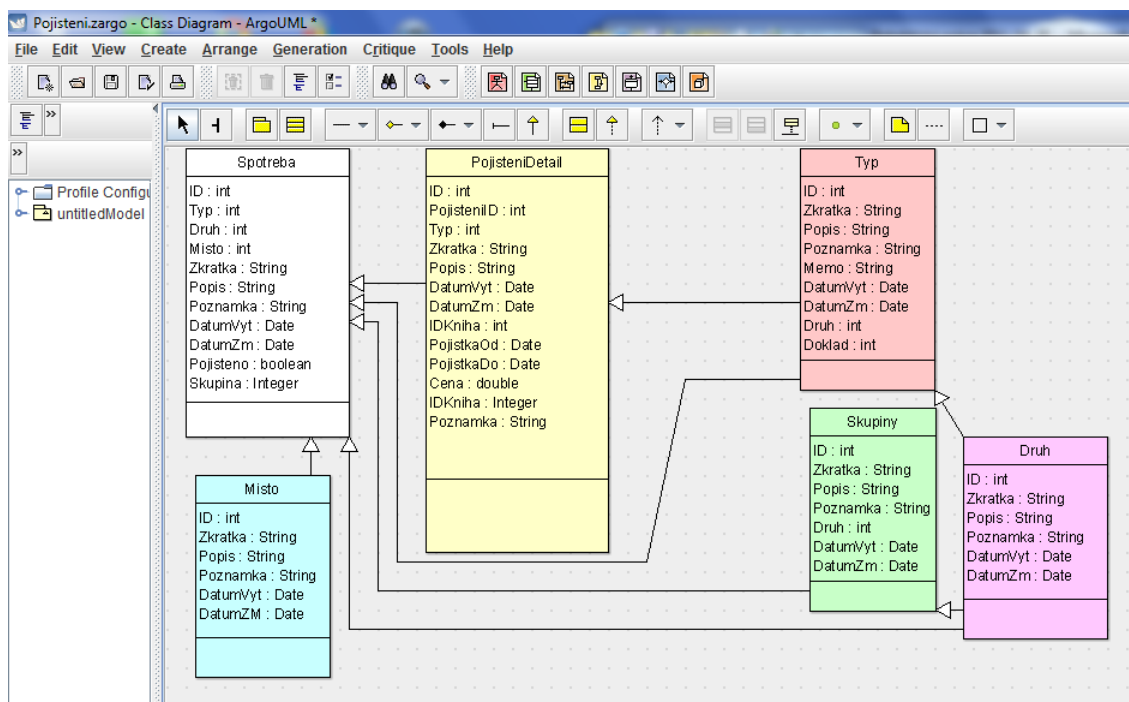 Pojisteni.zargo - Class Diagram - ArgoUML *
File Edit View Create Arrange Generation Critique Tools Help
Profile Configu
untitledModel
Spotreba
ID : int
Typ : int
Druh : int
Misto : int
Zkratka : String
Popis : String
Poznamka : String
DatumVyt : Date
DatumZm : Date
Pojisteno : boolean
Skupina : Integer
PojisteniDetail
ID : int
PojisteniID : int
Typ : int
Zkratka : String
Popis : String
DatumVyt : Date
DatumZm : Date
IDKniha : int
PojistkaOd : Date
PojistkaDo : Date
Cena : double
IDKniha : Integer
Poznamka : String
Typ
ID : int
Zkratka : String
Popis : String
Poznamka : String
Memo : String
DatumVyt : Date
DatumZm : Date
Druh : int
Doklad : int
Misto
ID : int
Zkratka : String
Popis : String
Poznamka : String
DatumVyt : Date
DatumZM : Date
Skupiny
ID : int
Zkratka : String
Popis : String
Poznamka : String
Druh : int
DatumVyt : Date
DatumZm : Date
Druh
ID : int
Zkratka : String
Popis : String
Poznamka : String
DatumVyt : Date
DatumZm : Date